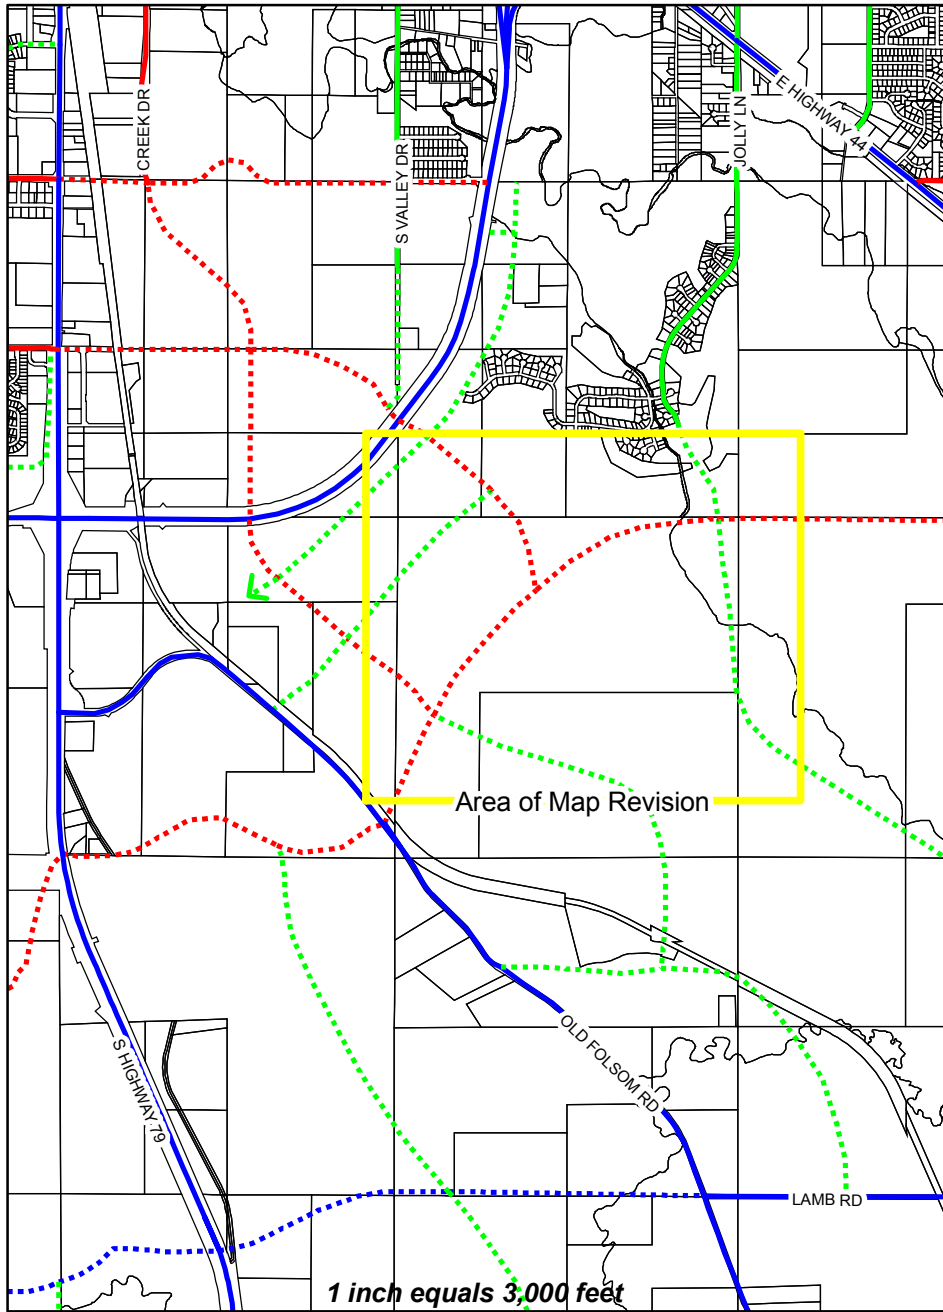 CREEK DR
S VALLEY DR
JOLLY LN
E HIGHWAY 44
Area of Map Revision
OLD FOLSOM RD
S HIGHWAY 79
LAMB RD
1 inch equals 3,000 feet